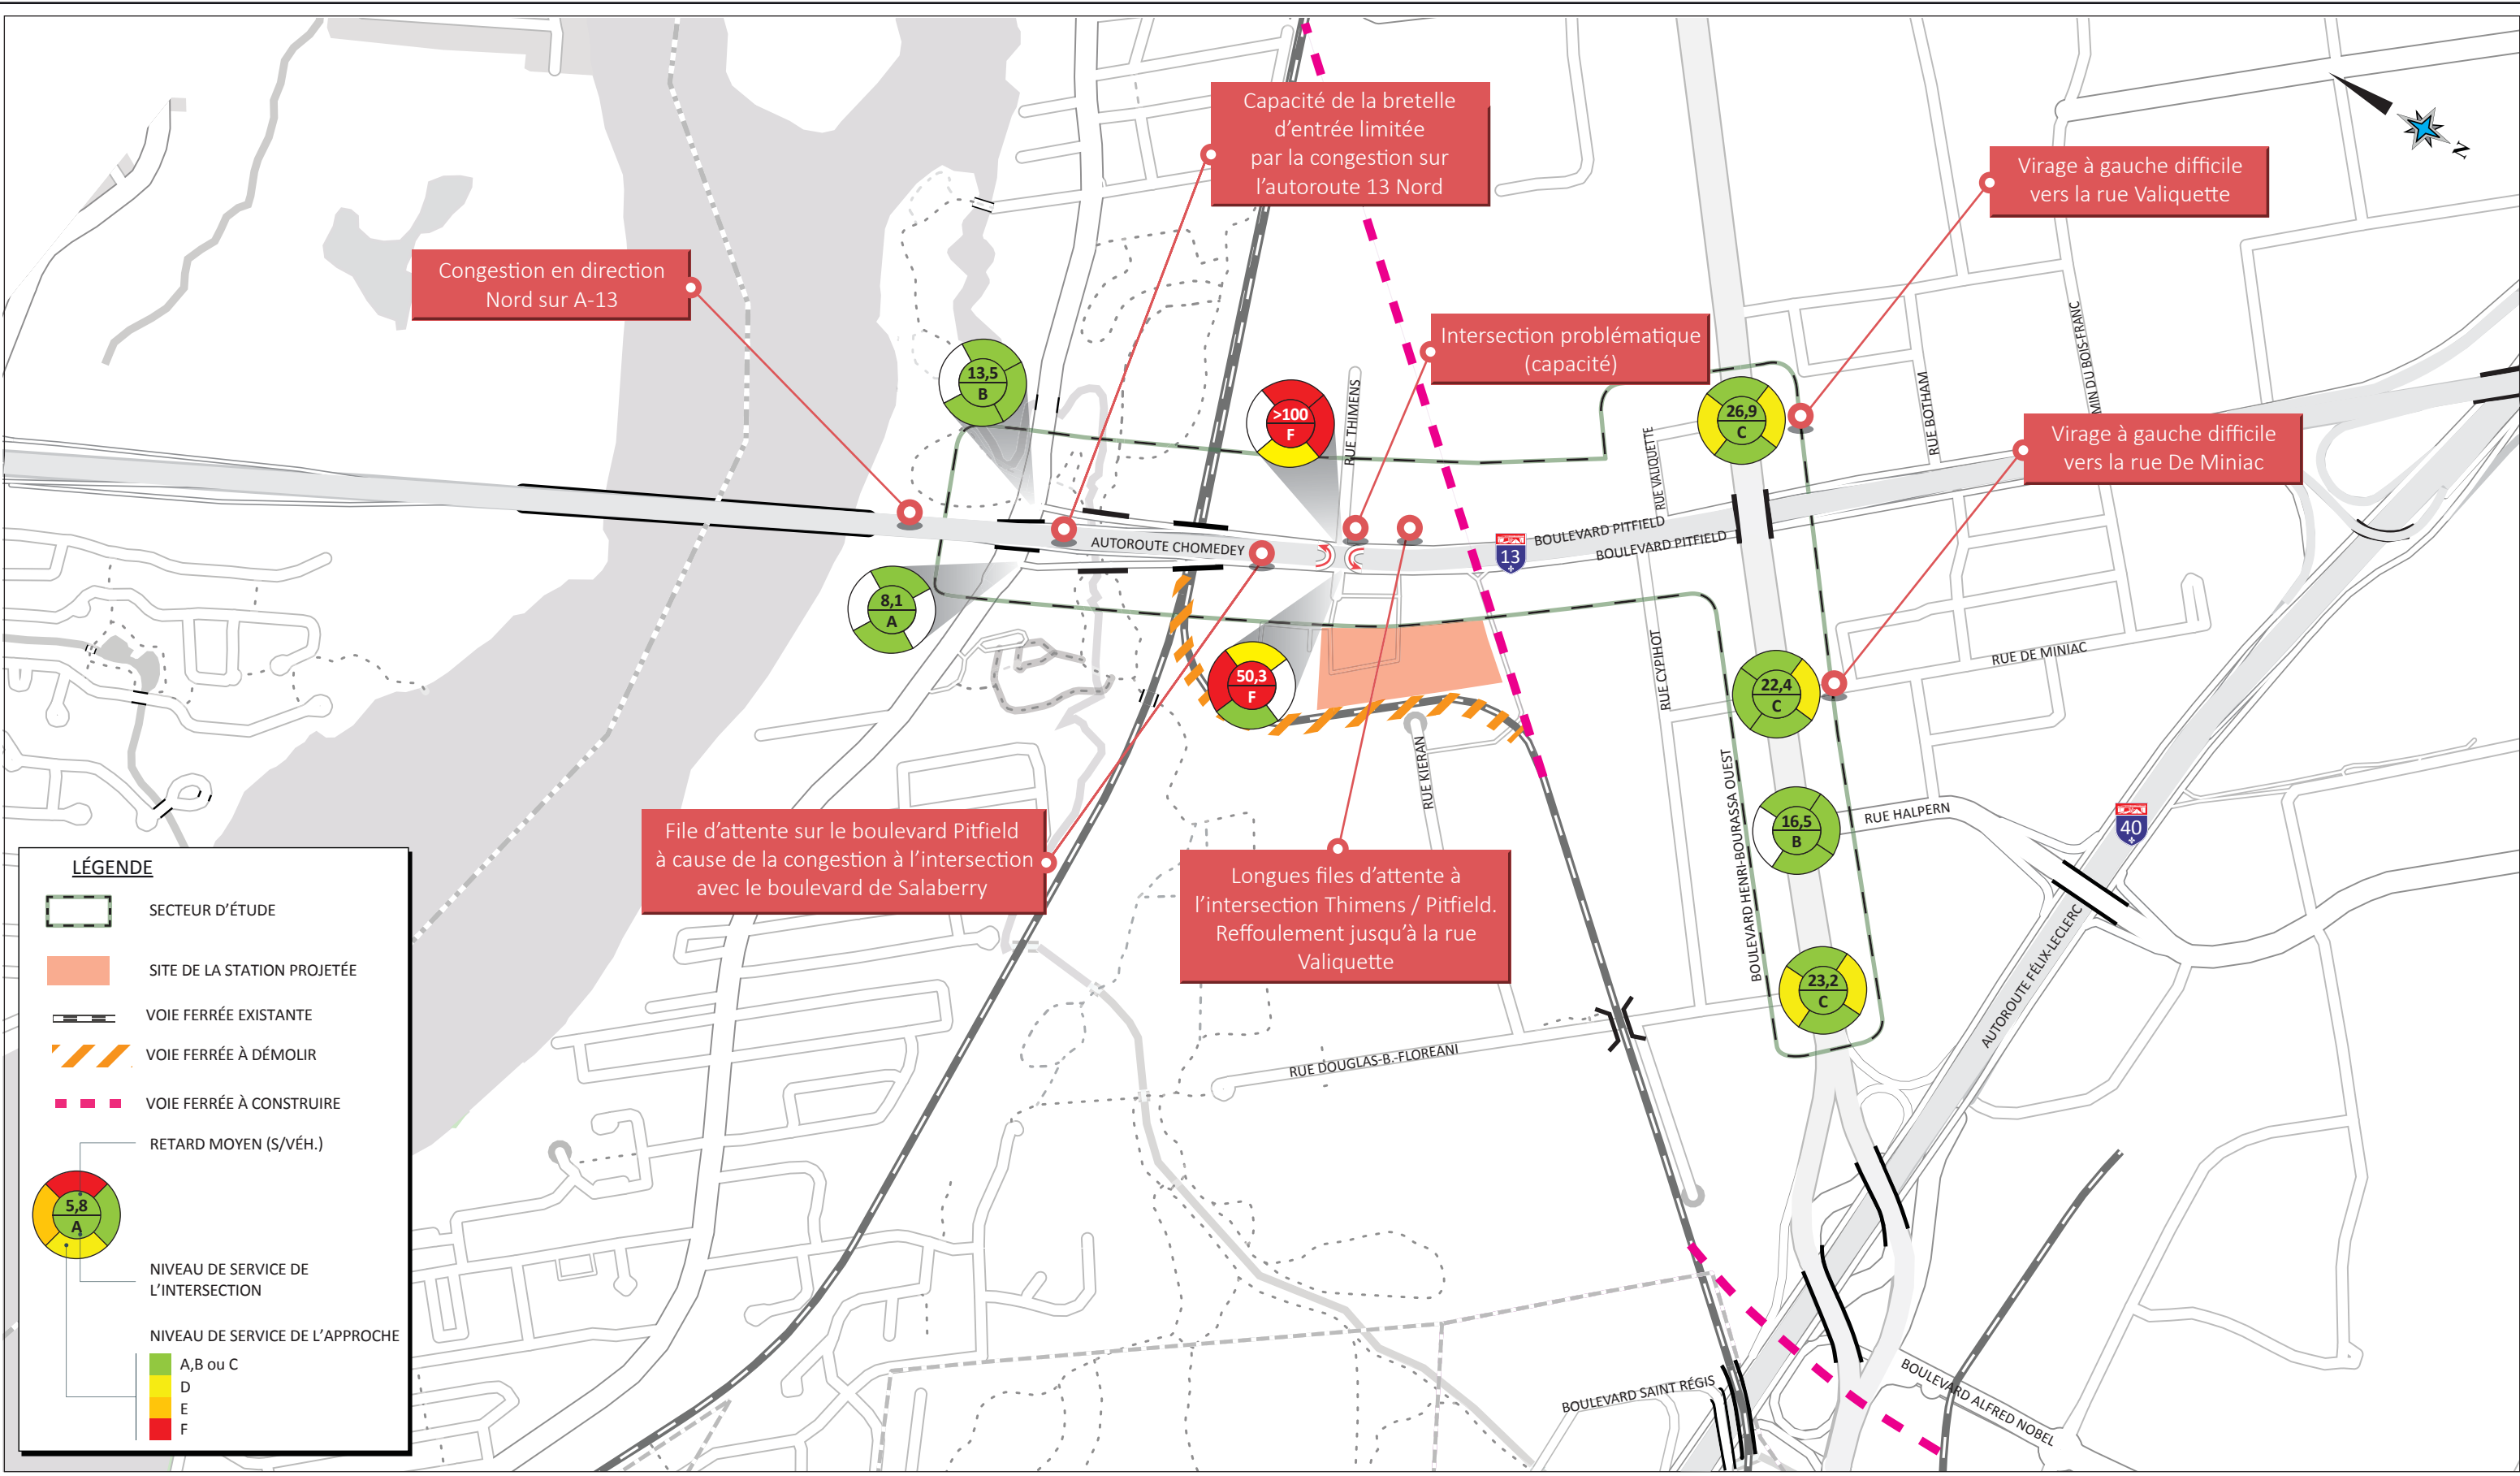 Capacité de la bretelle
d'entrée limitée
par la congestion sur
l'autoroute 13 Nord
N
Virage à gauche difficile
vers la rue Valiquette
Congestion en direction
Nord sur A-13
Intersection problématique
(capacité)
13,5
B
>100
F
RUE THIMENS
26,9
C
RUE VALIQUETTE
RUE BOTHAM
MIN DU BOIS-FRANC
Virage à gauche difficile
vers la rue De Miniac
AUTOROUTE CHOMEDEY
13
BOULEVARD PITFIELD
BOULEVARD PITFIELD
8,1
A
50,3
F
RUE CYPIHOT
22,4
C
RUE DE MINIAC
RUE KIERAN
BOULEVARD HENRI-BOURASSA OUEST
16,5
B
RUE HALPERN
40
File d'attente sur le boulevard Pitfield
à cause de la congestion à l'intersection
avec le boulevard de Salaberry
Longues files d'attente à
l'intersection Thimens / Pitfield.
Reffoulement jusqu'à la rue
Valiquette
23,2
C
AUTOROUTE FÉLIX-LECLERC
RUE DOUGLAS-B.-FLOREANI
BOULEVARD SAINT RÉGIS
BOULEVARD ALFRED NOBEL
LÉGENDE
SECTEUR D'ÉTUDE
SITE DE LA STATION PROJETÉE
VOIE FERRÉE EXISTANTE
VOIE FERRÉE À DÉMOLIR
VOIE FERRÉE À CONSTRUIRE
RETARD MOYEN (S/VÉH.)
5,8
A
NIVEAU DE SERVICE DE
L'INTERSECTION
NIVEAU DE SERVICE DE L'APPROCHE
A,B ou C
D
E
F